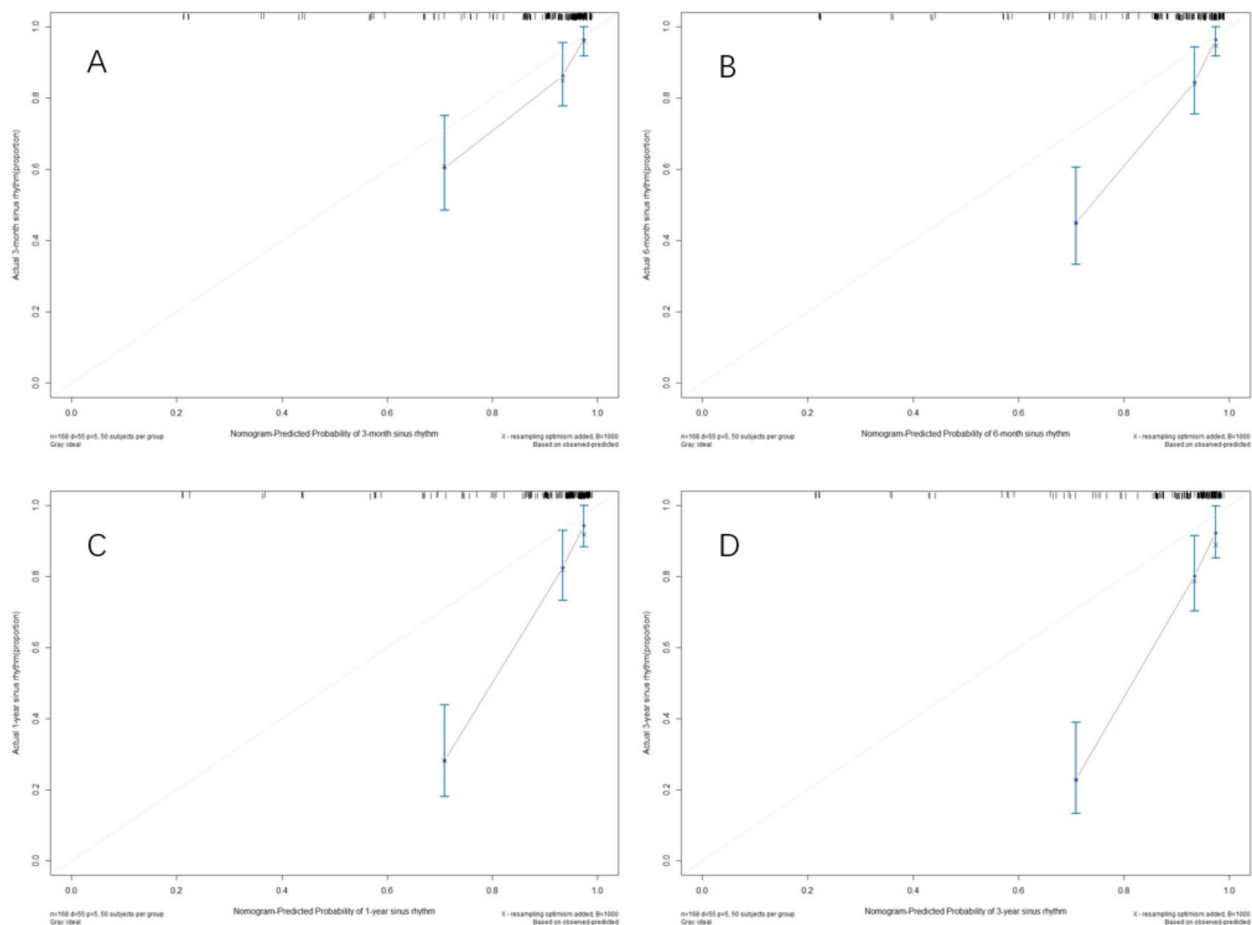 A
Actual 3-month sinus rhythm(proportion)
1.0
0.8
0.6
0.4
0.2
0.0
0.0 0.2 0.4 0.6 0.8 1.0
Nomogram-Predicted Probability of 3-month sinus rhythm
n=168 d=55 p=5, 50 subjects per group
Gray: ideal
X - resampling optimism added, B=1000
Based on observed-predicted
B
Actual 6-month sinus rhythm(proportion)
1.0
0.8
0.6
0.4
0.2
0.0
0.0 0.2 0.4 0.6 0.8 1.0
Nomogram-Predicted Probability of 6-month sinus rhythm
n=168 d=55 p=5, 50 subjects per group
Gray: ideal
X - resampling optimism added, B=1000
Based on observed-predicted
C
Actual 1-year sinus rhythm(proportion)
1.0
0.8
0.6
0.4
0.2
0.0
0.0 0.2 0.4 0.6 0.8 1.0
Nomogram-Predicted Probability of 1-year sinus rhythm
n=168 d=55 p=5, 50 subjects per group
Gray: ideal
X - resampling optimism added, B=1000
Based on observed-predicted
D
Actual 3-year sinus rhythm(proportion)
1.0
0.8
0.6
0.4
0.2
0.0
0.0 0.2 0.4 0.6 0.8 1.0
Nomogram-Predicted Probability of 3-year sinus rhythm
n=168 d=55 p=5, 50 subjects per group
Gray: ideal
X - resampling optimism added, B=1000
Based on observed-predicted